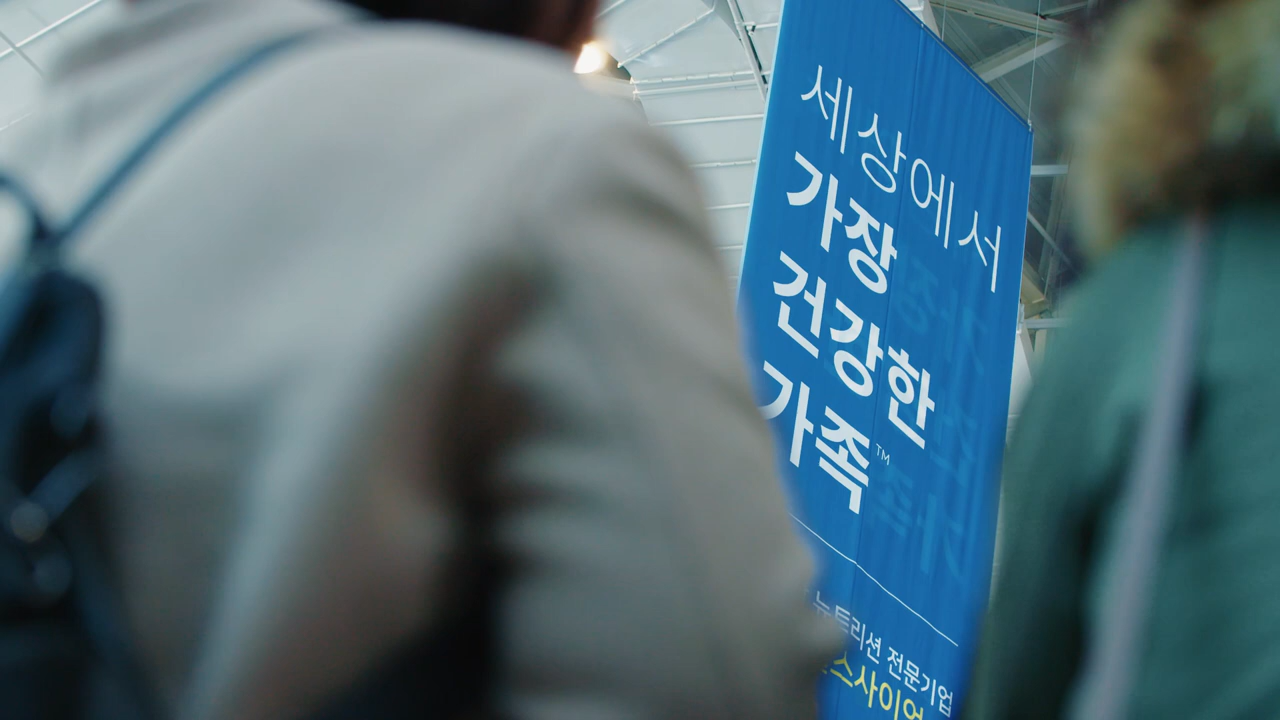 세상에서
가장
건강한
가족™
뉴트리션 전문기업